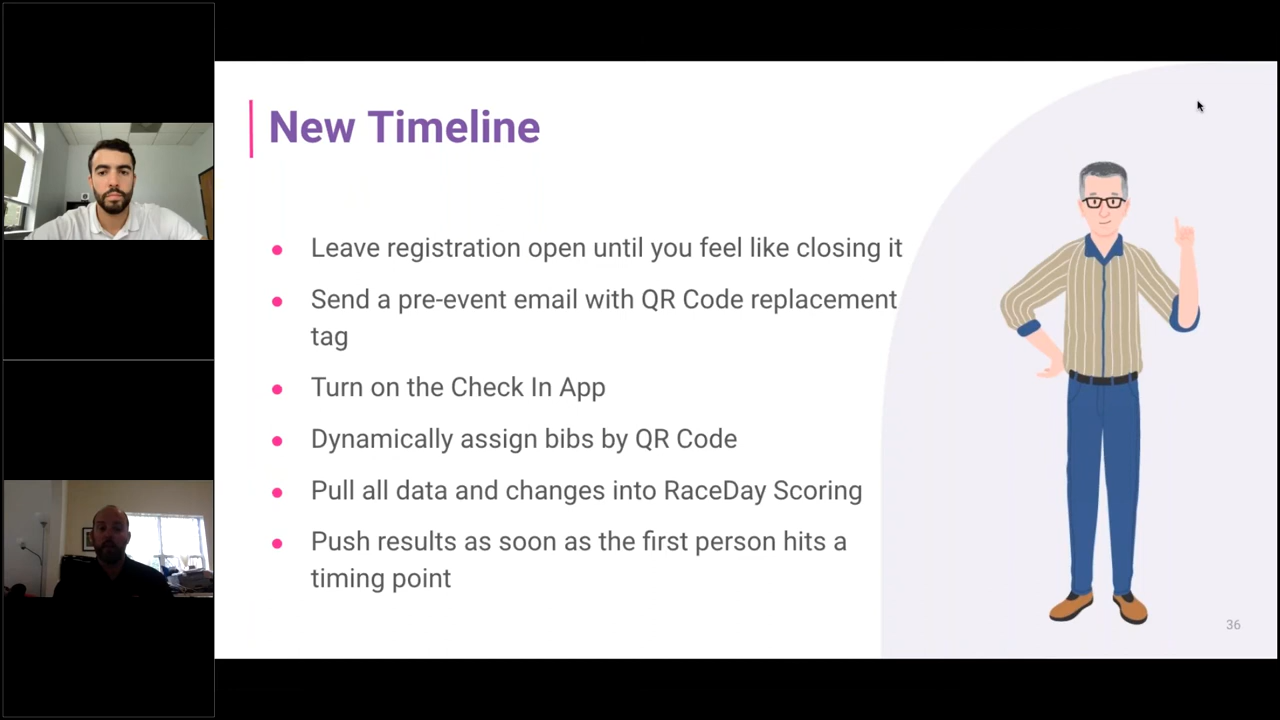 New Timeline
Leave registration open until you feel like closing it
Send a pre-event email with QR Code replacement
tag
Turn on the Check In App
Dynamically assign bibs by QR Code
Pull all data and changes into RaceDay Scoring
Push results as soon as the first person hits a
timing point
36